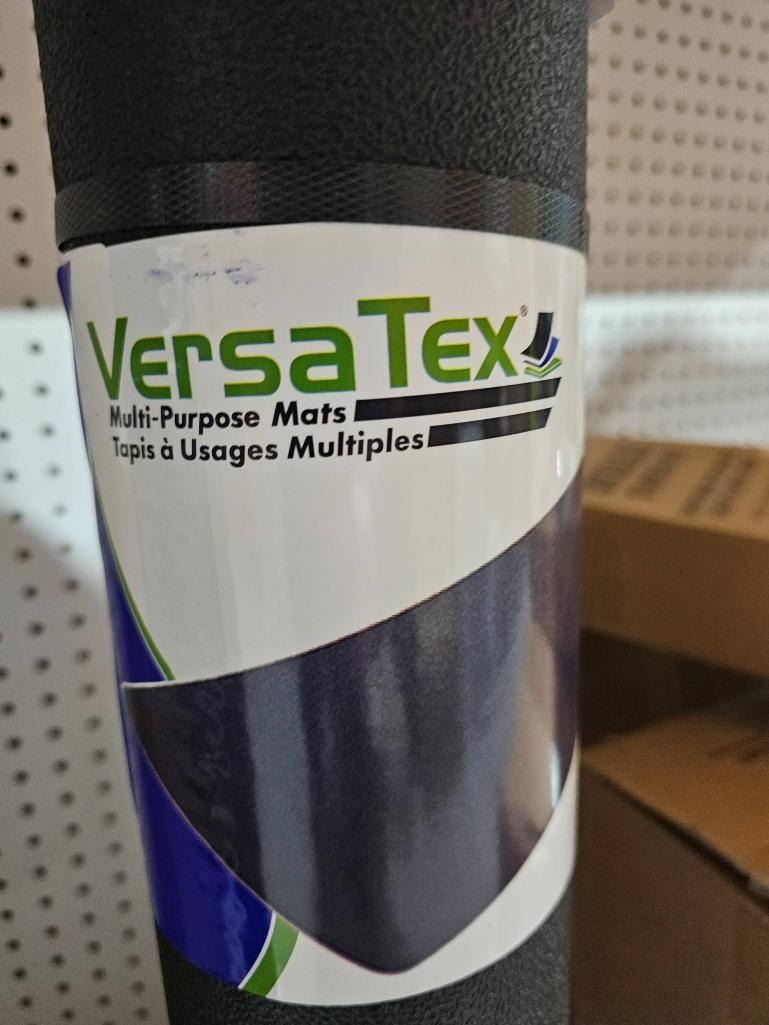 VersaTex®
Multi-Purpose Mats
Tapis à Usages Multiples